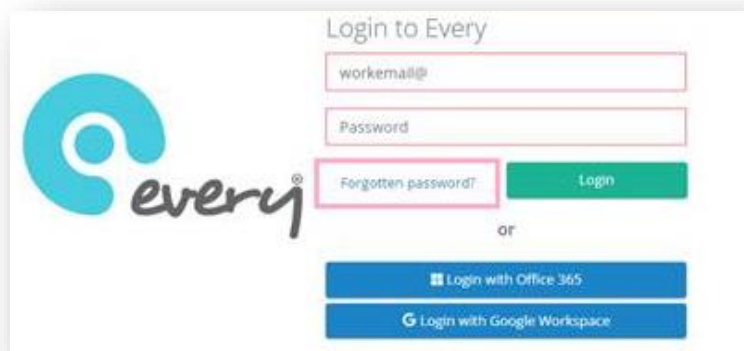 Login to Every
workemail@
Password
every®
Forgotten password?
Login
or
Login with Office 365
G Login with Google Workspace